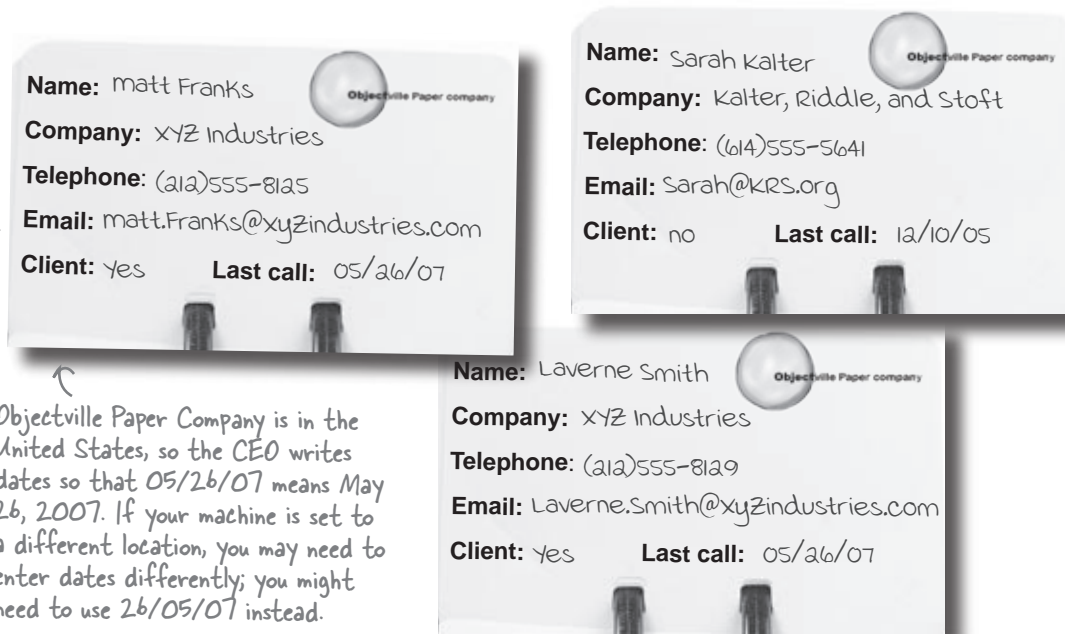 Name: Matt Franks
Objectville Paper company
Company: XYZ Industries
Telephone: (212)555-8125
Email: Matt.Franks@xyzindustries.com
Client: Yes Last call: 05/26/07
Name: Sarah Kalter
Objectville Paper company
Company: Kalter, Riddle, and Stoft
Telephone: (614)555-5641
Email: Sarah@KRS.org
Client: no Last call: 12/10/05
Name: Laverne Smith
Objectville Paper company
Company: XYZ Industries
Telephone: (212)555-8129
Email: Laverne.Smith@xyzindustries.com
Client: Yes Last call: 05/26/07
Objectville Paper Company is in the
United States, so the CEO writes
dates so that 05/26/07 means May
26, 2007. If your machine is set to
a different location, you may need to
enter dates differently; you might
need to use 26/05/07 instead.